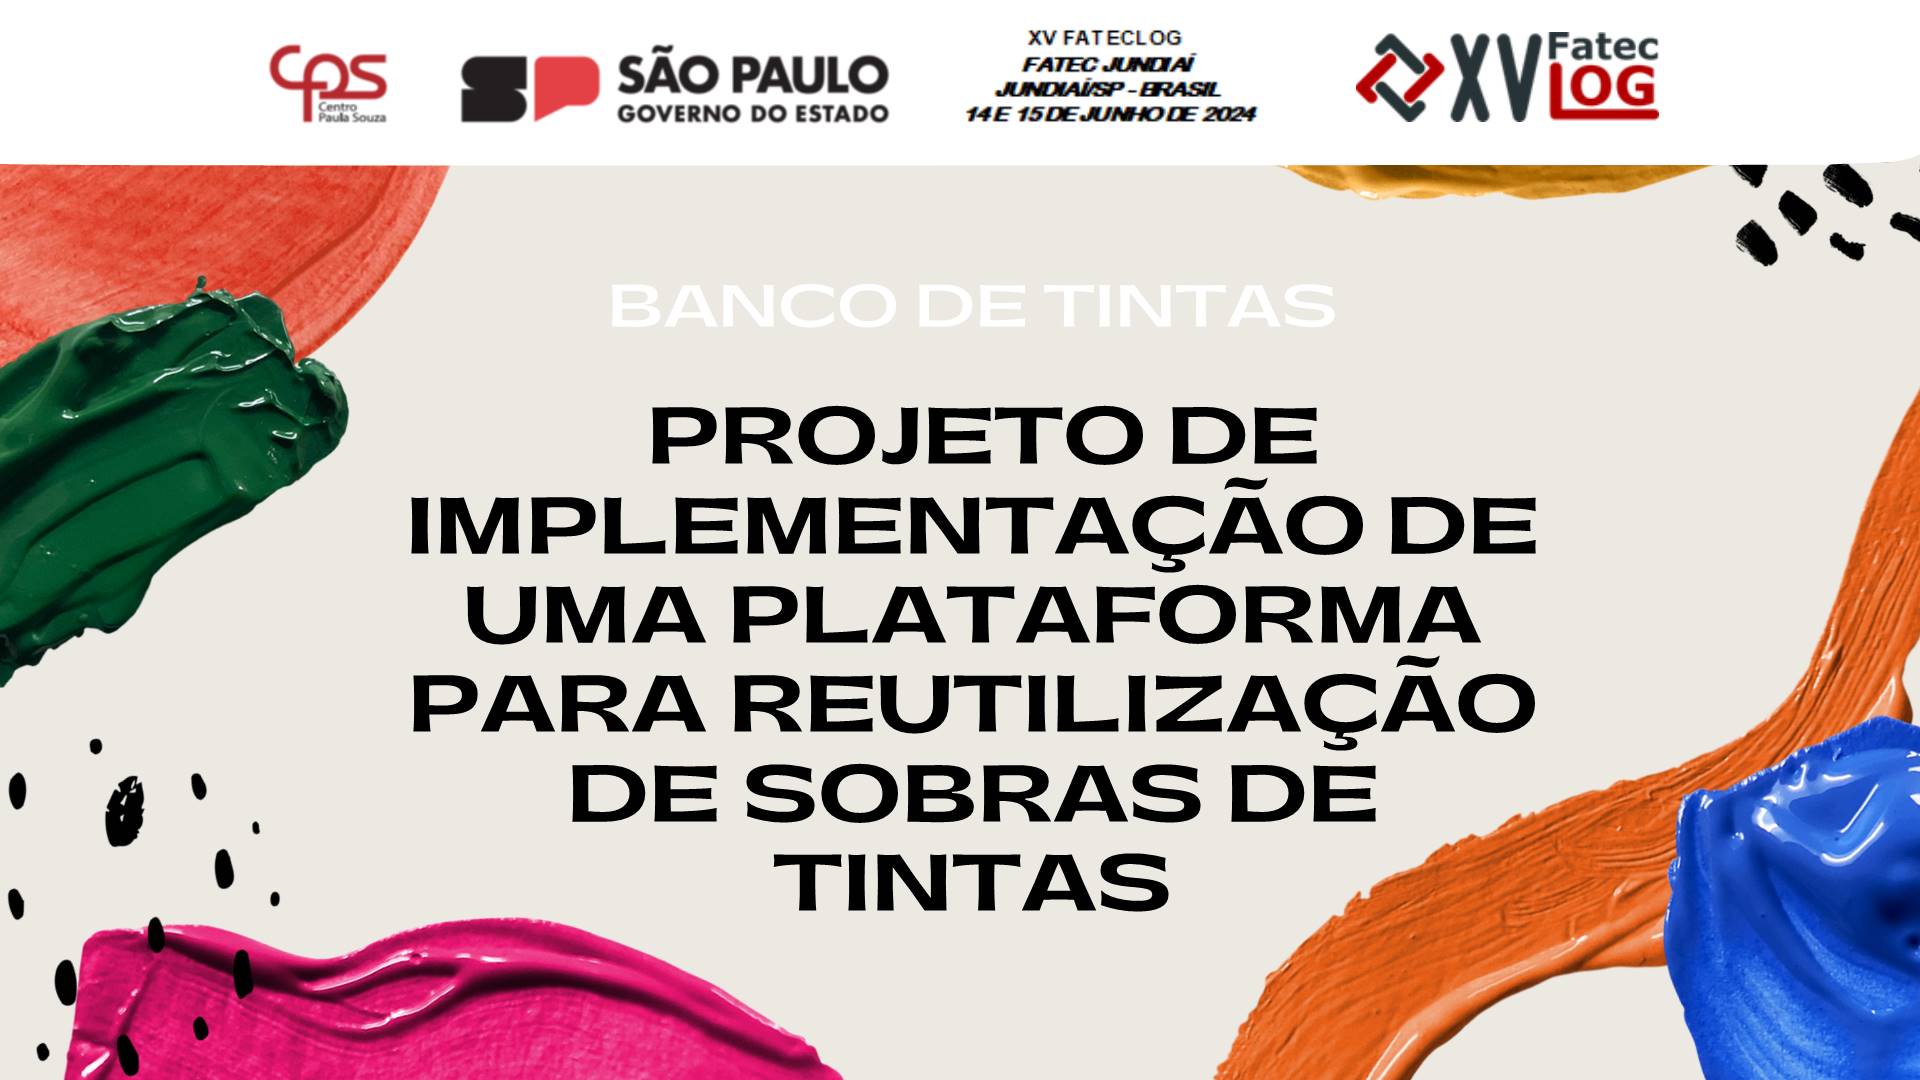 cps
Centro
Paula Souza
SP
SÃO PAULO
GOVERNO DO ESTADO
XV FATECLOG
FATEC JUNDIAÍ
JUNDIAÍ/SP - BRASIL
14 E 15 DE JUNHO DE 2024
XV Fatec
LOG
BANCO DE TINTAS
PROJETO DE
IMPLEMENTAÇÃO DE
UMA PLATAFORMA
PARA REUTILIZAÇÃO
DE SOBRAS DE
TINTAS